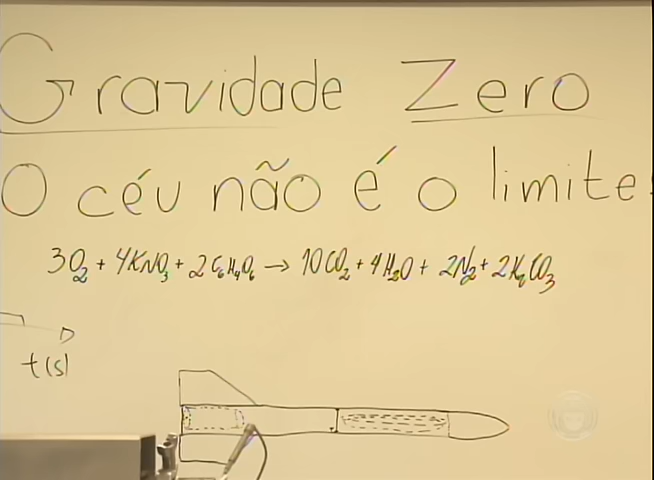 Gravidade Zero
O céu não é o limite!
3O₂ + 4KNO₃ + 2C₆H₄O₆ → 10CO₂ + 4H₂O + 2N₂ + 2K₂CO₃
t(s)